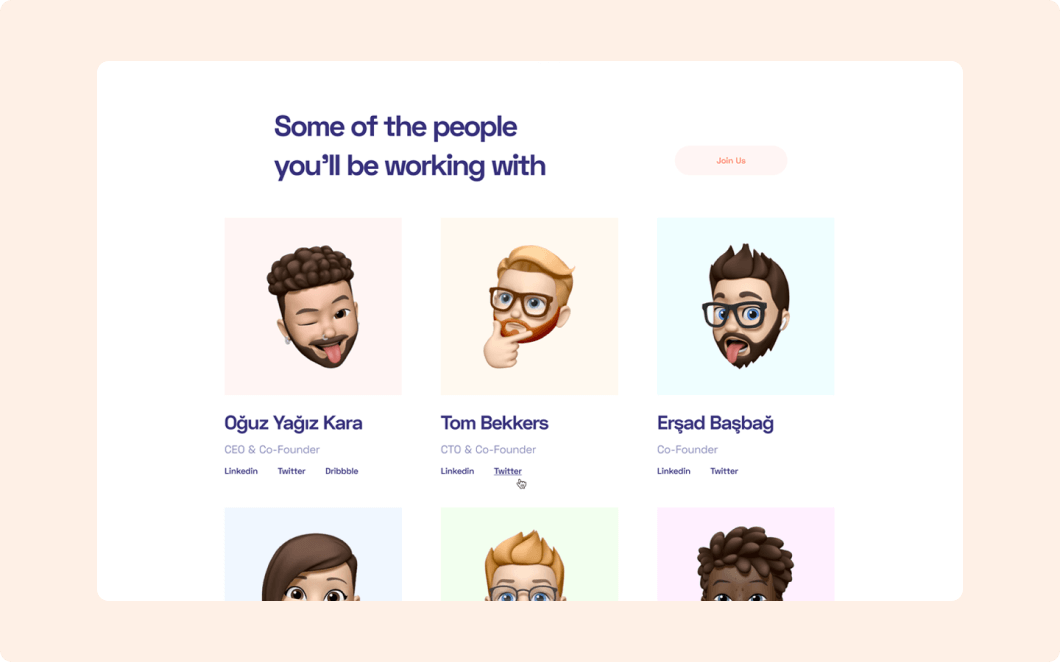 Some of the people
you’ll be working with
Join Us
Oğuz Yağız Kara
CEO & Co-Founder
Linkedin Twitter Dribbble
Tom Bekkers
CTO & Co-Founder
Linkedin Twitter
Erşad Başbağ
Co-Founder
Linkedin Twitter